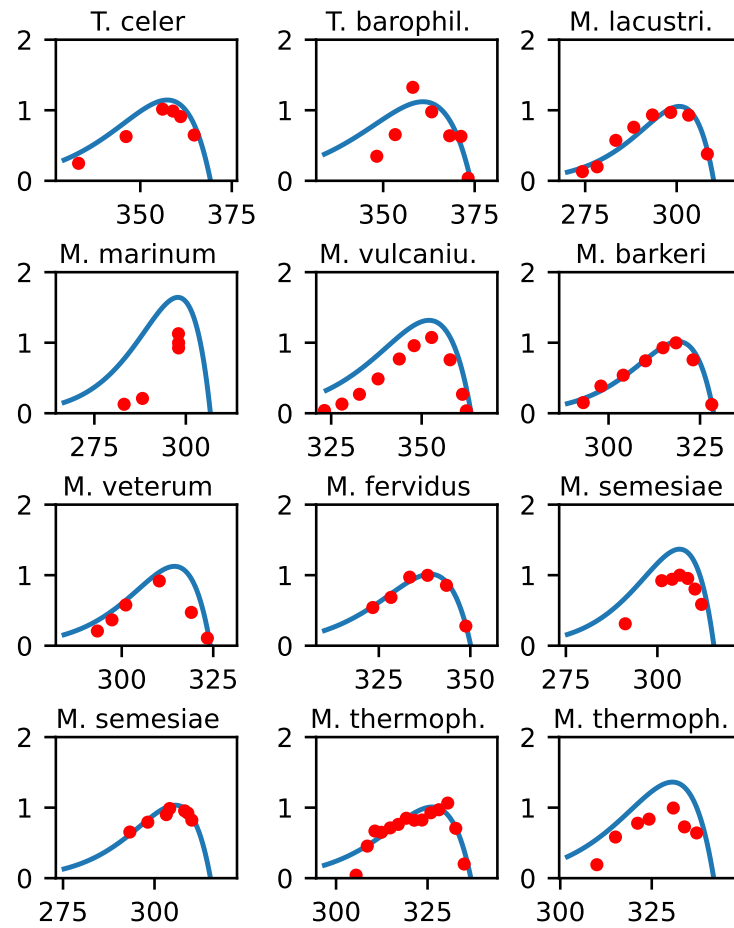 T. celer T. barophil. M. lacustri.
2 2 2
1 1 1
0 0 0
350 375 350 375 275 300
M. marinum M. vulcaniu. M. barkeri
2 2 2
1 1 1
0 0 0
275 300 325 350 300 325
M. veterum M. fervidus M. semesiae
2 2 2
1 1 1
0 0 0
300 325 325 350 275 300
M. semesiae M. thermoph. M. thermoph.
2 2 2
1 1 1
0 0 0
275 300 300 325 300 325